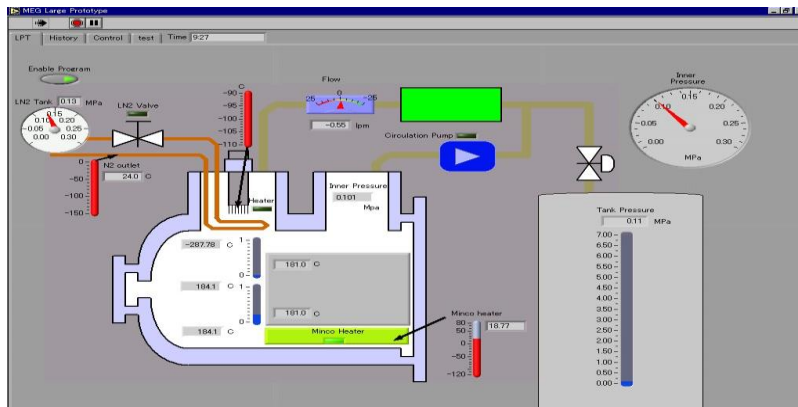 MEG Large Prototype
LPT History Control test Time 9:27
Enable Program
LN2 Tank 0.13 MPa
LN2 Valve
0.15
0.10 0.20
0.05 0.25
0.00 0.30
N2 outlet
24.0 C
0
-50
-100
-150
C
-90
-95
-100
-105
-110
Flow
0
25 -25
-0.55 lpm
Circulation Pump
Inner
Pressure
0.15
0.10 0.20
0.05 0.25
0.00 0.30
MPa
Heater
Inner Pressure
0.101
Mpa
-287.78 C
1
0
184.1 C
1
0
184.1 C
181.0 C
181.0 C
Minco Heater
Minco heater
80
50
0
-50
-120
18.77
Tank Pressure
0.11 MPa
7.00
6.50
6.00
5.50
5.00
4.50
4.00
3.50
3.00
2.50
2.00
1.50
1.00
0.50
0.00